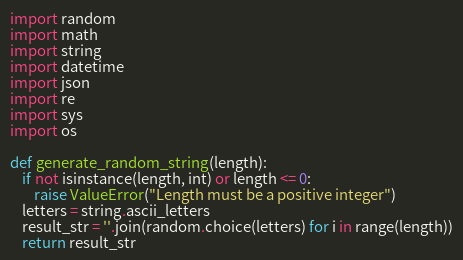 import random
import math
import string
import datetime
import json
import re
import sys
import os

def generate_random_string(length):
    if not isinstance(length, int) or length <= 0:
        raise ValueError("Length must be a positive integer")
    letters = string.ascii_letters
    result_str = ''.join(random.choice(letters) for i in range(length))
    return result_str